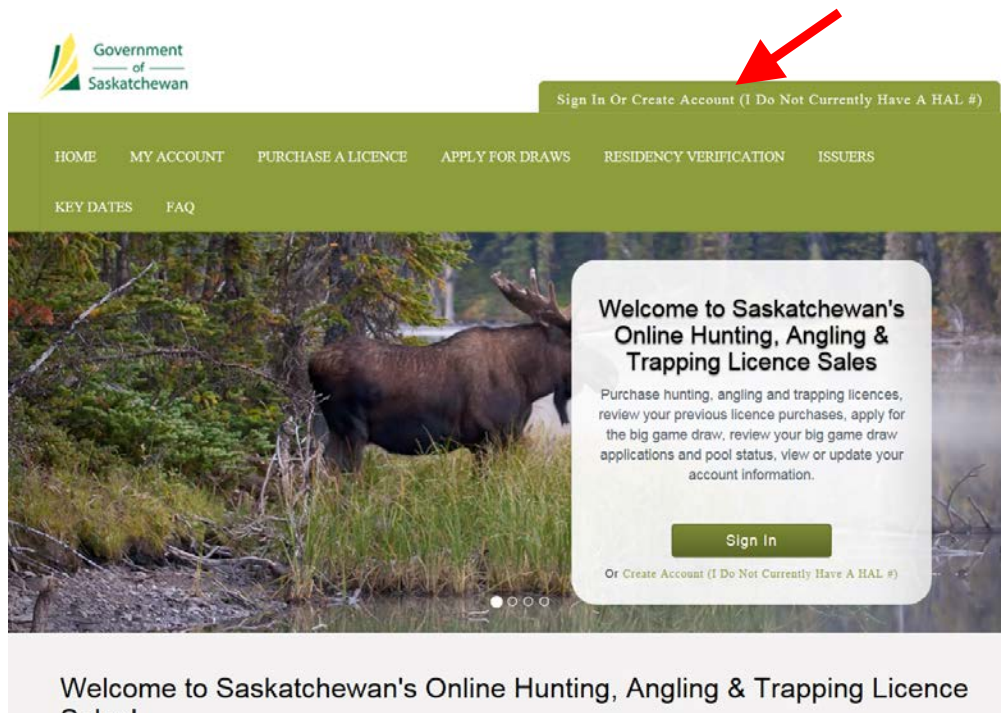 Government
of
Saskatchewan
Sign In Or Create Account (I Do Not Currently Have A HAL #)
HOME MY ACCOUNT PURCHASE A LICENCE APPLY FOR DRAWS RESIDENCY VERIFICATION ISSUERS
KEY DATES FAQ
Welcome to Saskatchewan's
Online Hunting, Angling &
Trapping Licence Sales
Purchase hunting, angling and trapping licences,
review your previous licence purchases, apply for
the big game draw, review your big game draw
applications and pool status, view or update your
account information.
Sign In
Or Create Account (I Do Not Currently Have A HAL #)
Welcome to Saskatchewan's Online Hunting, Angling & Trapping Licence